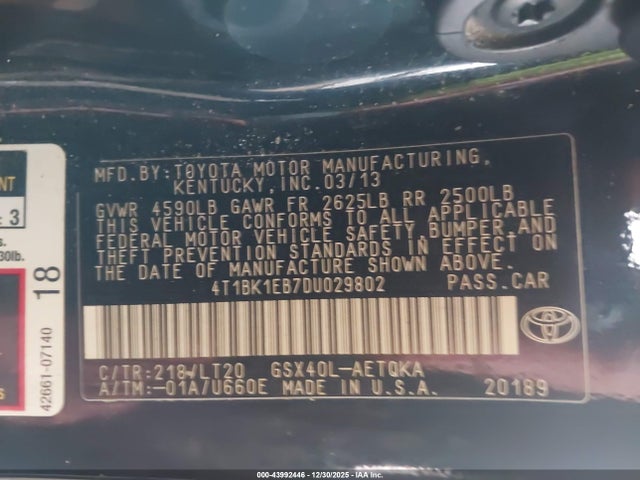 MFD.BY:TOYOTA MOTOR MANUFACTURING,
KENTUCKY,INC.03/13
GVWR 4590LB GAWR FR 2625LB RR 2500LB
THIS VEHICLE CONFORMS TO ALL APPLICABLE
FEDERAL MOTOR VEHICLE SAFETY,BUMPER,AND
THEFT PREVENTION STANDARDS IN EFFECT ON
THE DATE OF MANUFACTURE SHOWN ABOVE.
4T1BK1EB7DU029802 PASS.CAR
C/TR:218W/LT20 GSX40L-AETQKA
A/TM:-01A/U660E MADE IN U.S.A. 20189
3
30lb.
18
42661-07140
000-43992446 - 12/30/2025 - IAA Inc.